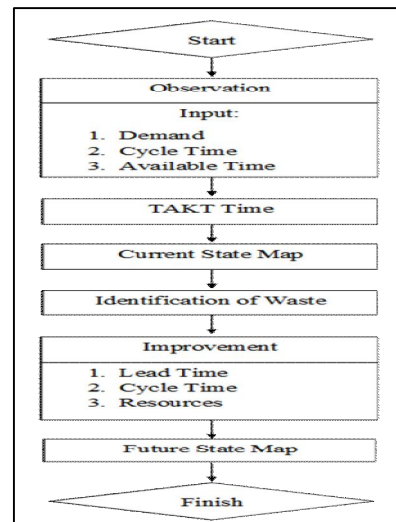 Start
Observation
Input:
1. Demand
2. Cycle Time
3. Available Time
TAKT Time
Current State Map
Identification of Waste
Improvement
1. Lead Time
2. Cycle Time
3. Resources
Future State Map
Finish